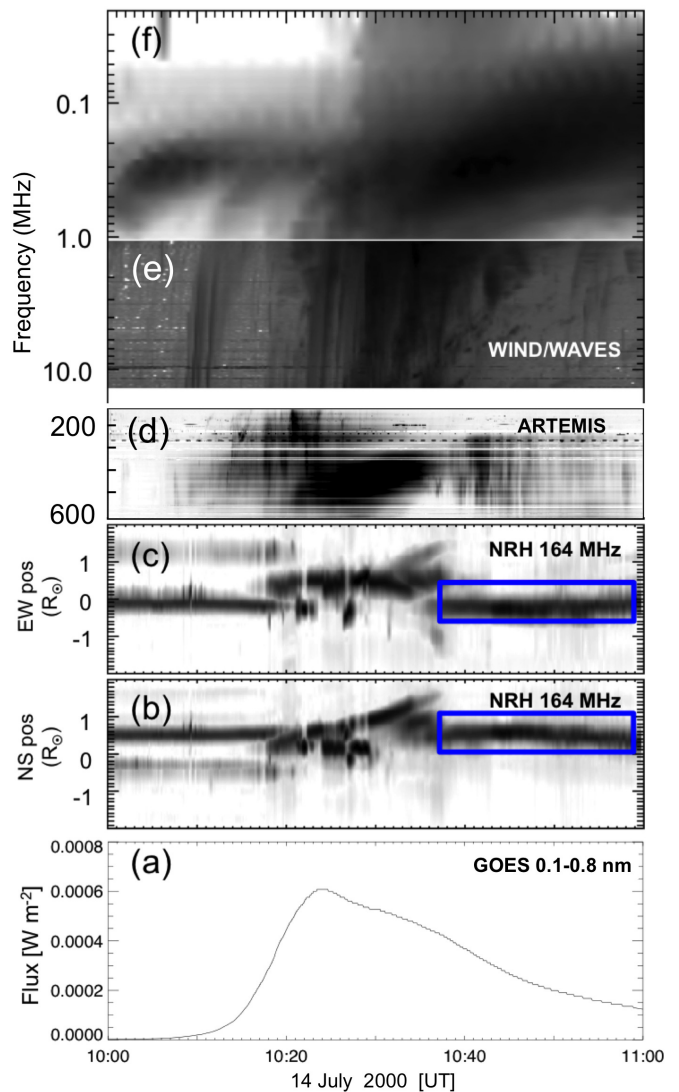 (f)
0.1
Frequency (MHz)
1.0
(e)
WIND/WAVES
10.0
(d)
ARTEMIS
200
600
(c)
NRH 164 MHz
EW pos
(R☉)
1
0
-1
(b)
NRH 164 MHz
NS pos
(R☉)
1
0
-1
(a)
GOES 0.1-0.8 nm
Flux [W m⁻²]
0.0008
0.0006
0.0004
0.0002
0.0000
10:00 10:20 10:40 11:00
14 July 2000 [UT]